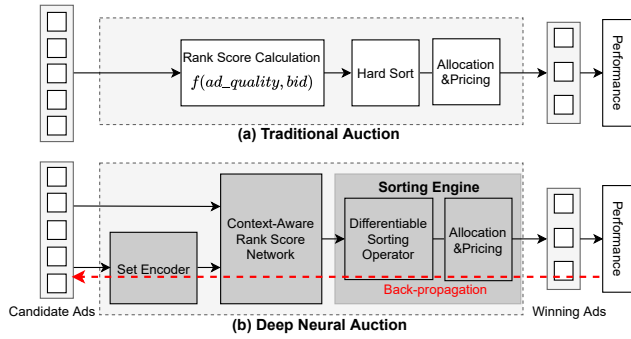 Rank Score Calculation
f(ad_quality, bid)
Hard Sort
Allocation
&Pricing
Performance
(a) Traditional Auction
Sorting Engine
Context-Aware
Rank Score
Network
Differentiable
Sorting
Operator
Allocation
&Pricing
Set Encoder
Performance
Back-propagation
Candidate Ads
Winning Ads
(b) Deep Neural Auction